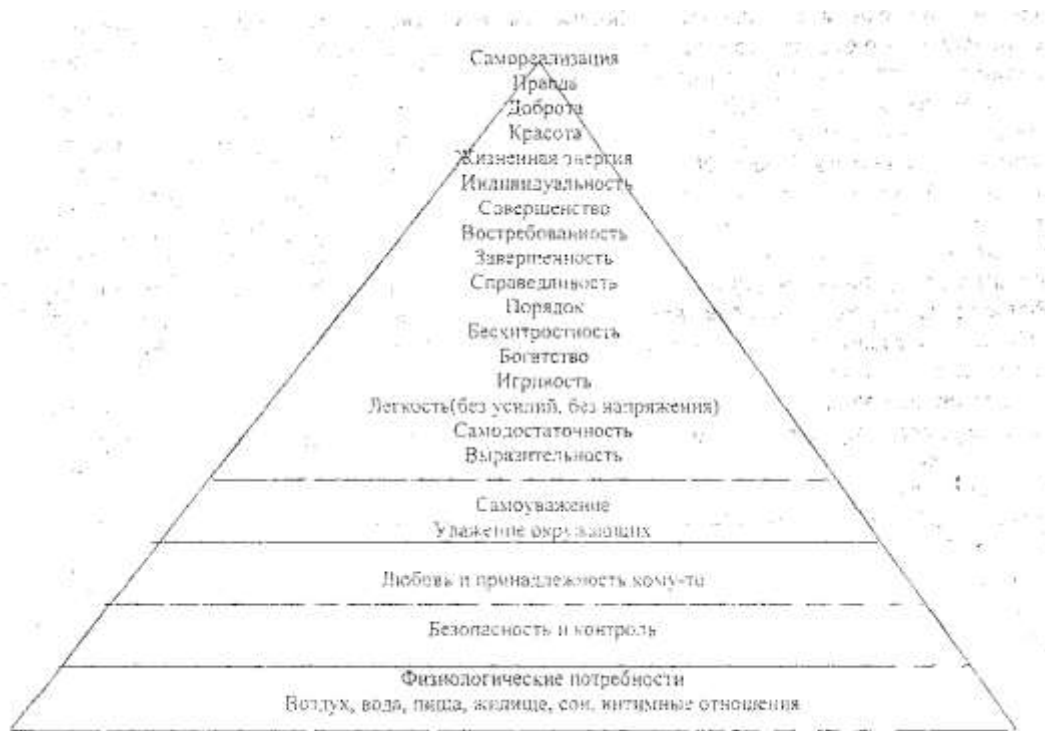 Самореализация
Правда
Доброта
Красота
Жизненная энергия
Индивидуальность
Совершенство
Востребованность
Завершенность
Справедливость
Порядок
Бесхитростность
Богатство
Игривость
Легкость(без усилий, без напряжения)
Самодостаточность
Выразительность
Самоуважение
Уважение окружающих
Любовь и принадлежность кому-то
Безопасность и контроль
Физиологические потребности
Воздух, вода, пища, жилище, сон, интимные отношения